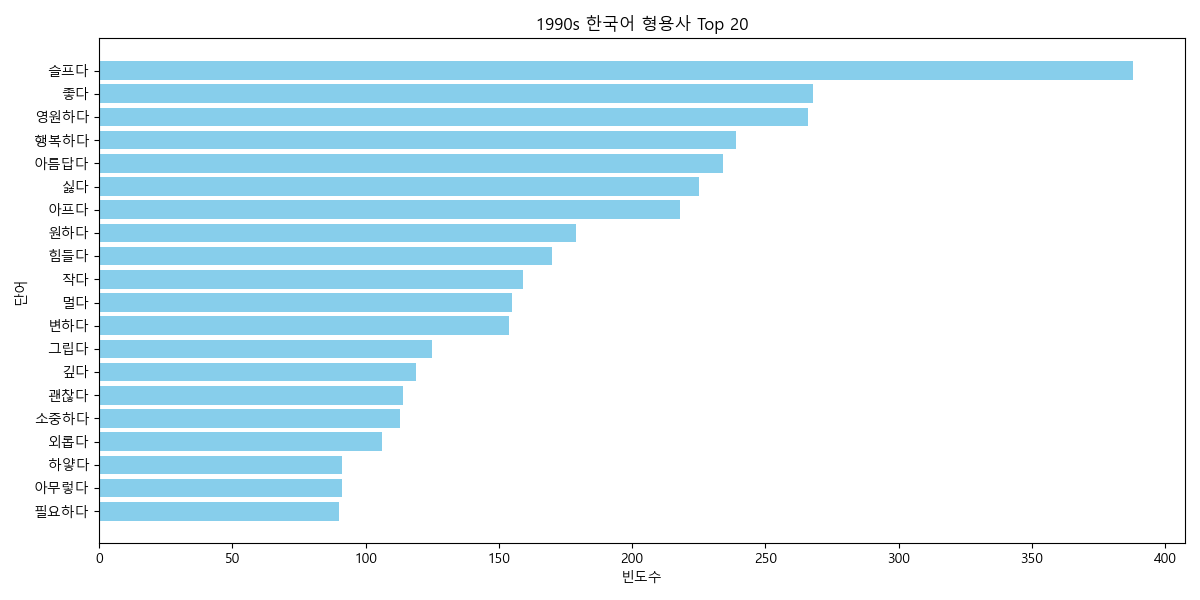 1990s 한국어 형용사 Top 20
단어
슬프다
좋다
영원하다
행복하다
아름답다
싫다
아프다
원하다
힘들다
작다
멀다
변하다
그립다
깊다
괜찮다
소중하다
외롭다
하얗다
아무렇다
필요하다
0 50 100 150 200 250 300 350 400
빈도수